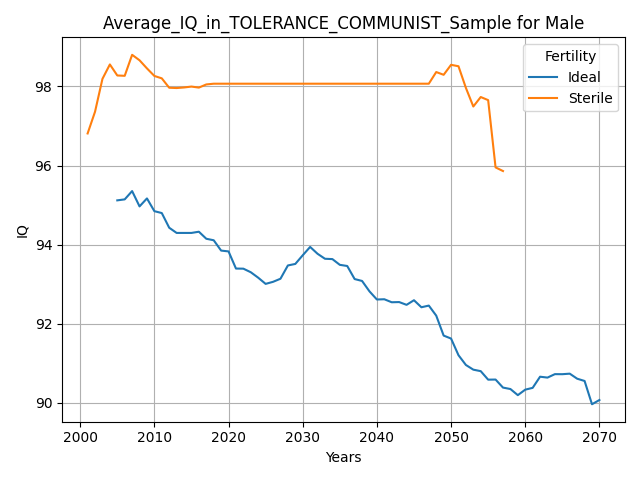 Average_IQ_in_TOLERANCE_COMMUNIST_Sample for Male
Fertility
Ideal
Sterile
98
96
94
92
90
IQ
2000 2010 2020 2030 2040 2050 2060 2070
Years